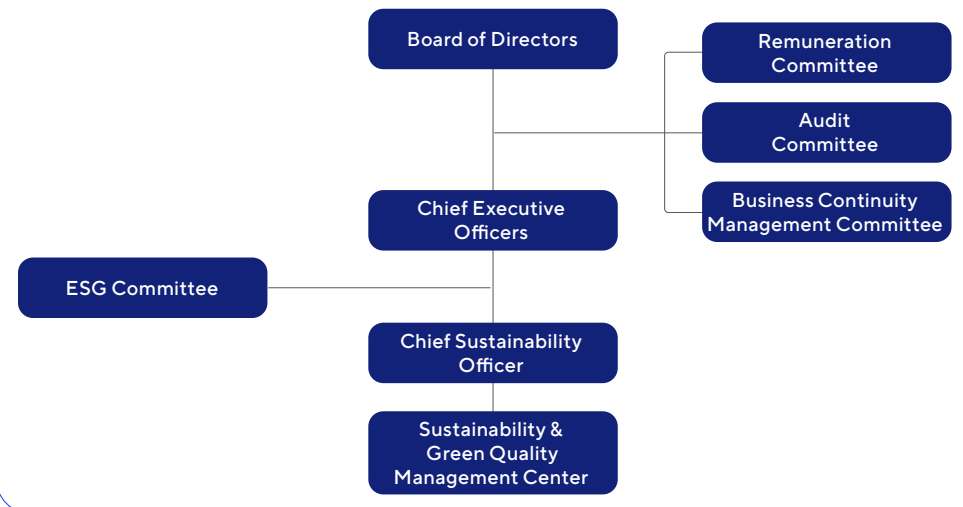 Board of Directors
Remuneration
Committee
Audit
Committee
Chief Executive
Officers
Business Continuity
Management Committee
ESG Committee
Chief Sustainability
Officer
Sustainability &
Green Quality
Management Center